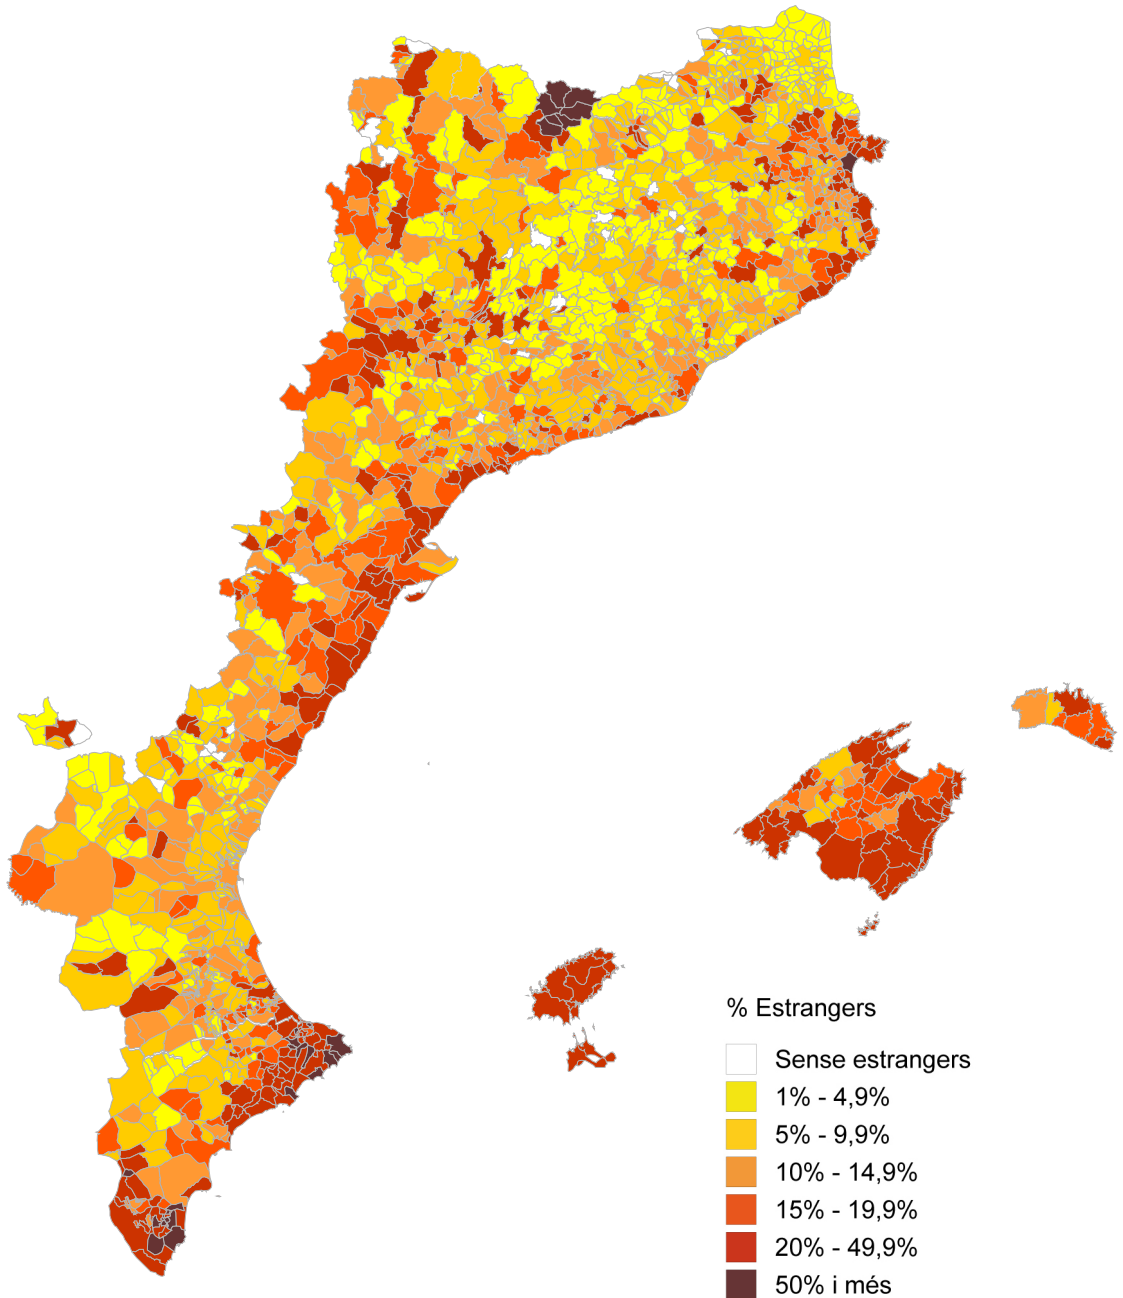 % Estrangers
Sense estrangers
1% - 4,9%
5% - 9,9%
10% - 14,9%
15% - 19,9%
20% - 49,9%
50% i més